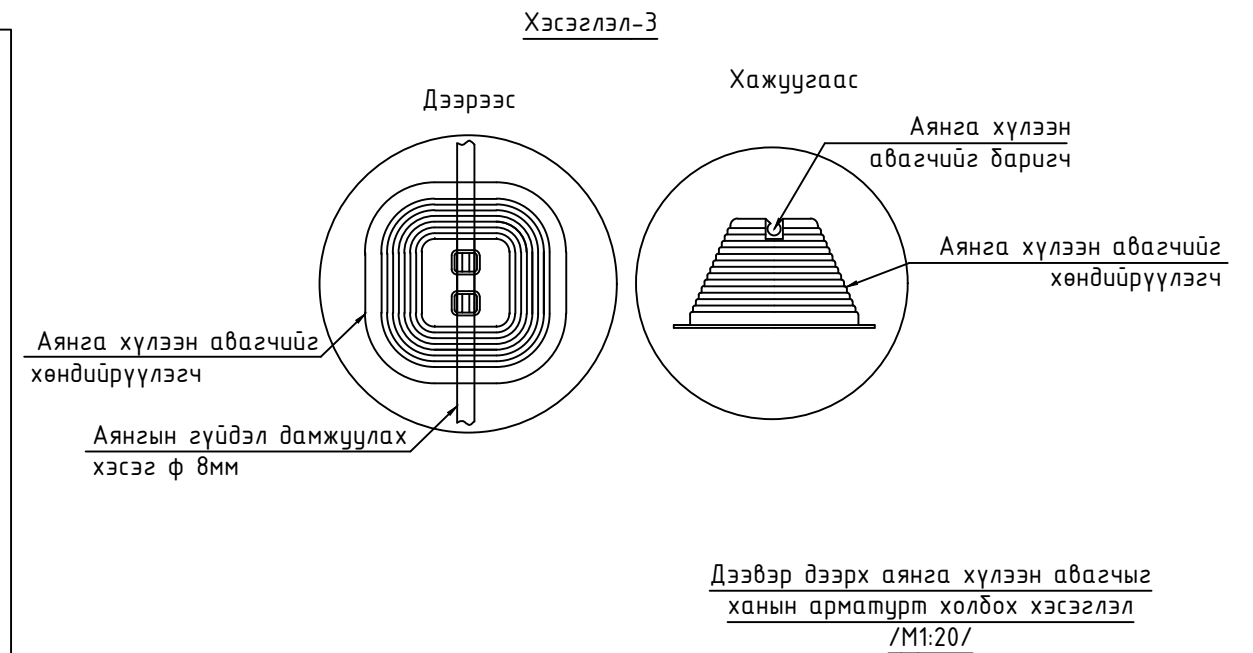 Хэсэглэл-3
Дээрээс
Хажуугаас
Аянга хүлээн
авагчийг баригч
Аянга хүлээн авагчийг
хөндийрүүлэгч
Аянга хүлээн авагчийг
хөндийрүүлэгч
Аянгын гүйдэл дамжуулах
хэсэг ф 8мм
Дээвэр дээрх аянга хүлээн авагчыг
ханын арматурт холбох хэсэглэл
/М1:20/